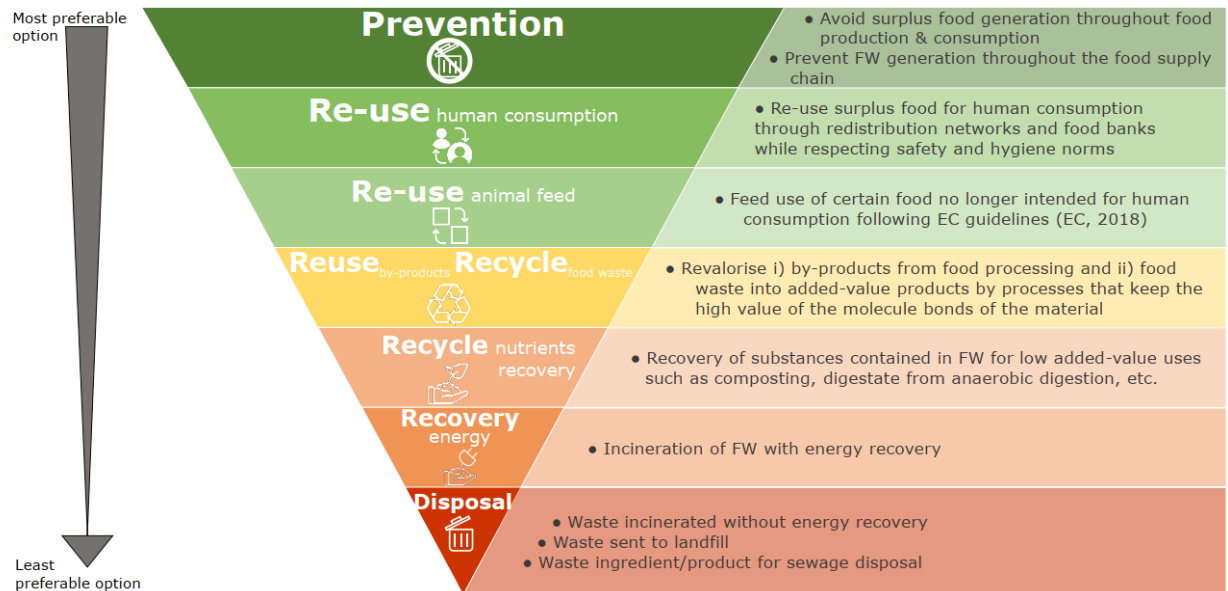 Most preferable
option
Prevention
● Avoid surplus food generation throughout food
production & consumption
● Prevent FW generation throughout the food supply
chain
Re-use human consumption
● Re-use surplus food for human consumption
through redistribution networks and food banks
while respecting safety and hygiene norms
Re-use animal feed
● Feed use of certain food no longer intended for human
consumption following EC guidelines (EC, 2018)
Reuse by-products Recycle food waste
● Revalorise i) by-products from food processing and ii) food
waste into added-value products by processes that keep the
high value of the molecule bonds of the material
Recycle nutrients
recovery
● Recovery of substances contained in FW for low added-value uses
such as composting, digestate from anaerobic digestion, etc.
Recovery
energy
● Incineration of FW with energy recovery
Disposal
● Waste incinerated without energy recovery
● Waste sent to landfill
● Waste ingredient/product for sewage disposal
Least
preferable option